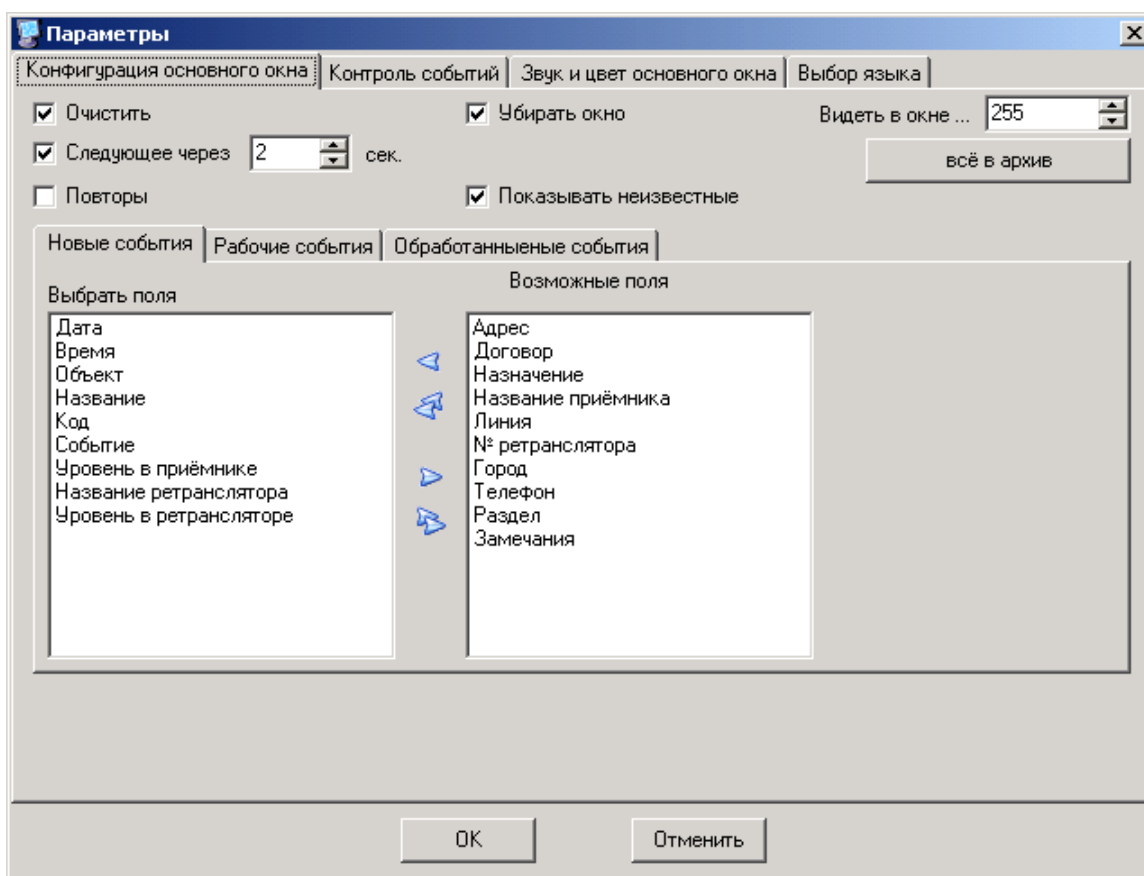 Параметры
Конфигурация основного окна Контроль событий Звук и цвет основного окна Выбор языка
Очистить Убирать окно Видеть в окне ... 255
Следующее через 2 сек. всё в архив
Повторы Показывать неизвестные
Новые события Рабочие события Обработанныеные события
Возможные поля
Выбрать поля
Дата Адрес
Время Договор
Объект Назначение
Название Название приёмника
Код Линия
Событие № ретранслятора
Уровень в приёмнике Город
Название ретранслятора Телефон
Уровень в ретрансляторе Раздел
Замечания
OK Отменить